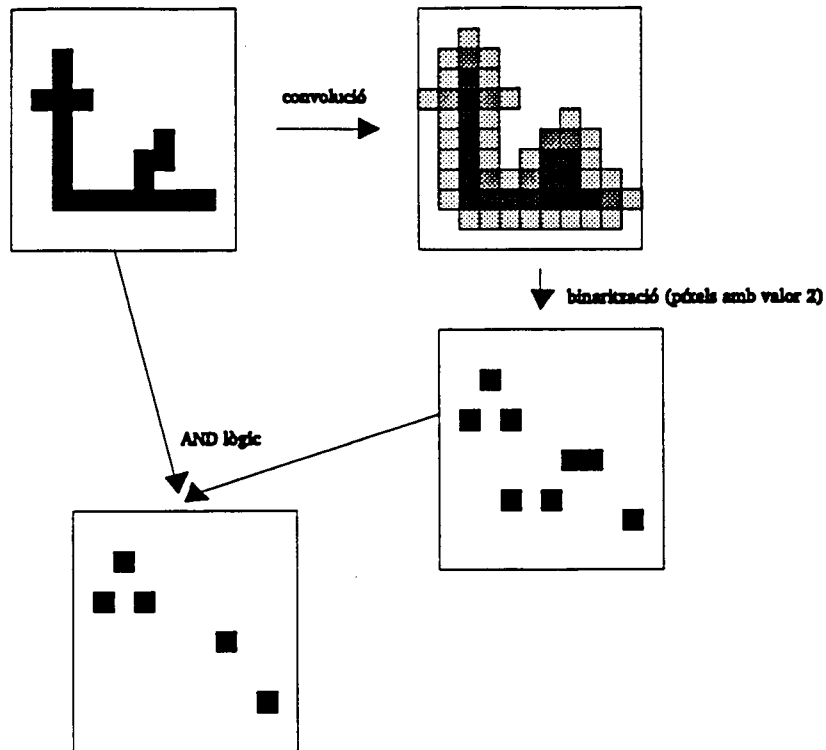 convolució
binarització (píxels amb valor 2)
AND lògic